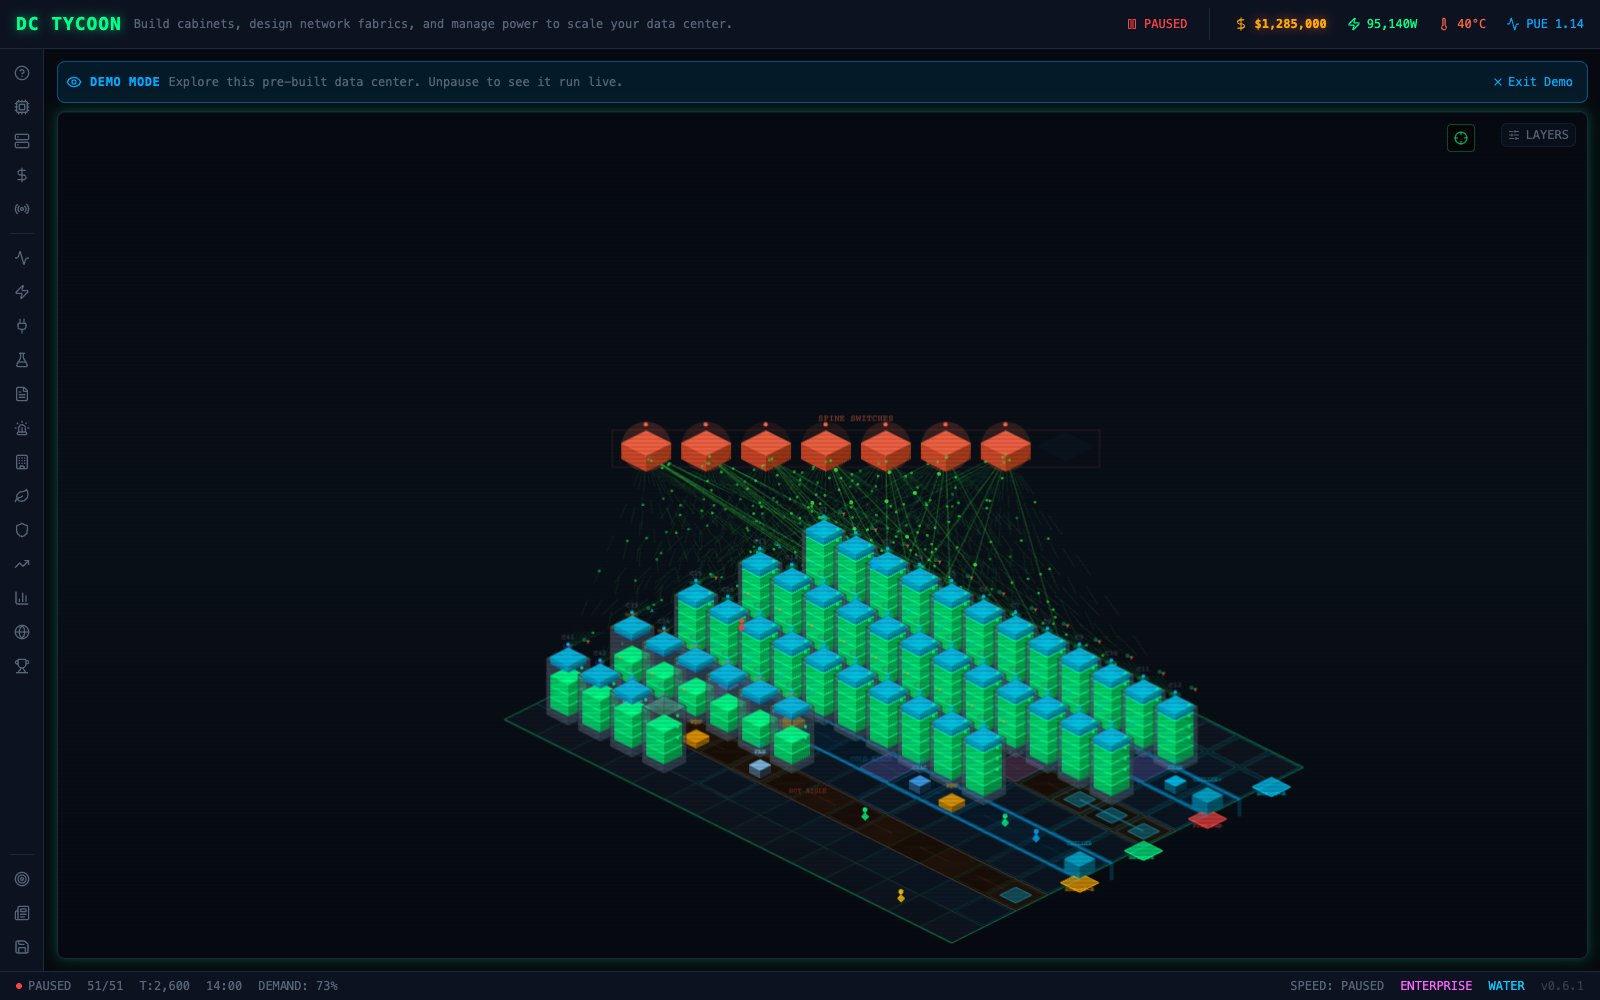 DC TYCOON Build cabinets, design network fabrics, and manage power to scale your data center. PAUSED $1,285,000 95,140W 40°C PUE 1.14
DEMO MODE Explore this pre-built data center. Unpause to see it run live. Exit Demo
LAYERS
SPINE SWITCHES
HOT AISLE
PAUSED 51/51 T:2,600 14:00 DEMAND: 73% SPEED: PAUSED ENTERPRISE WATER v0.6.1